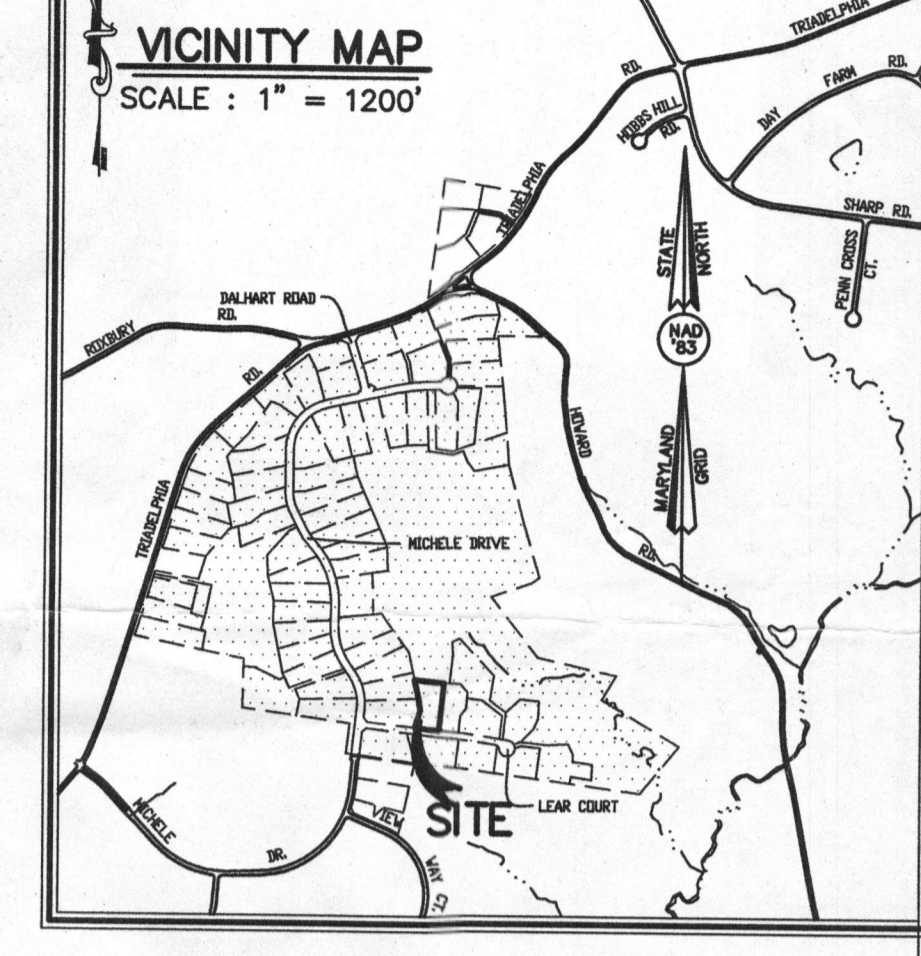 VICINITY MAP
SCALE : 1" = 1200'
TRIADELPHIA
RD.
DAY
FARM
RD.
HOBBS HILL
RD.
TRIADELPHIA
SHARP RD.
PENN CROSS
CT.
STATE
NORTH
NAD
'83
MARYLAND
GRID
DALHART ROAD
ROXBURY
RD.
RD.
HOWARD
RD.
TRIADELPHIA
MICHELE DRIVE
MICHELE
DR.
VIEW
WAY CT.
SITE
LEAR COURT